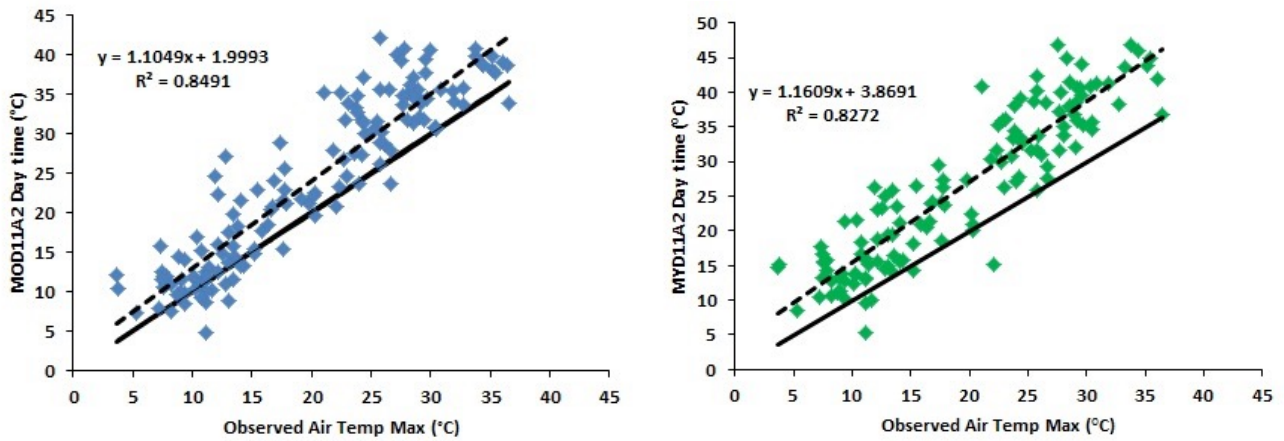 45
40
35
30
25
20
15
10
5
0
MOD11A2 Day time (°C)
y = 1.1049x + 1.9993
R² = 0.8491
0 5 10 15 20 25 30 35 40 45
Observed Air Temp Max (°C)
50
45
40
35
30
25
20
15
10
5
0
MYD11A2 Day time (°C)
y = 1.1609x + 3.8691
R² = 0.8272
0 5 10 15 20 25 30 35 40 45
Observed Air Temp Max (°C)